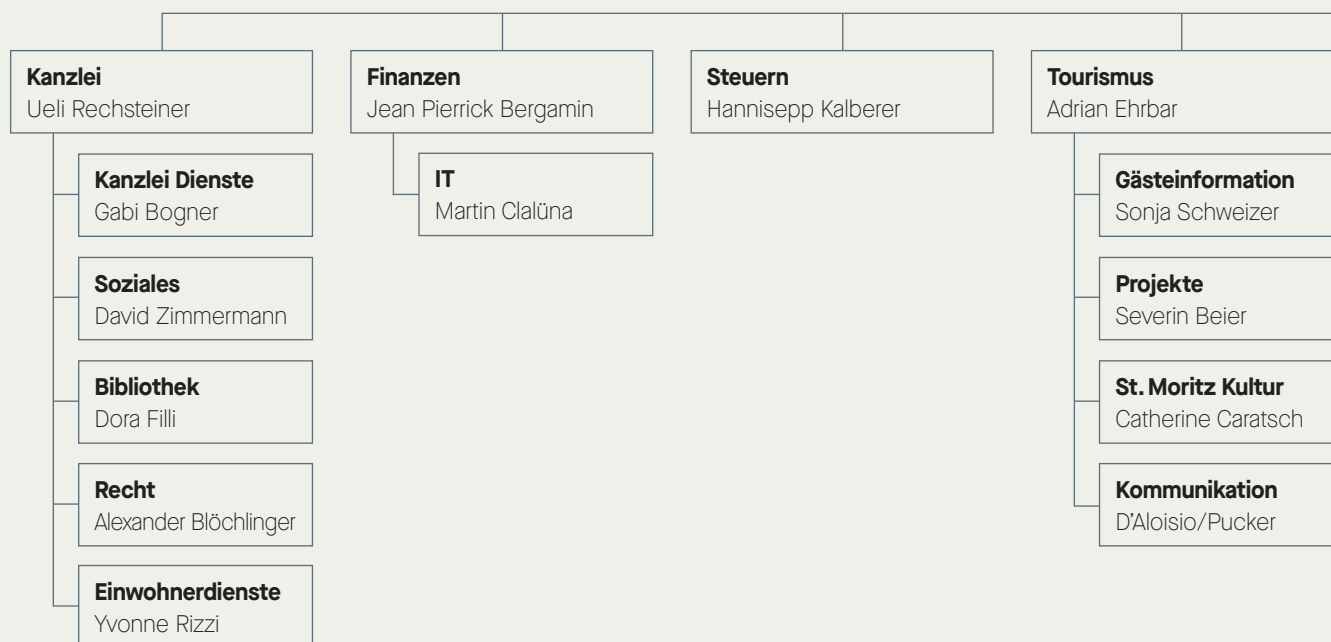 Kanzlei
Ueli Rechsteiner
Kanzlei Dienste
Gabi Bogner
Soziales
David Zimmermann
Bibliothek
Dora Filli
Recht
Alexander Blöchlinger
Einwohnerdienste
Yvonne Rizzi
Finanzen
Jean Pierrick Bergamin
IT
Martin Clalüna
Steuern
Hannisepp Kalberer
Tourismus
Adrian Ehrbar
Gästeinformation
Sonja Schweizer
Projekte
Severin Beier
St. Moritz Kultur
Catherine Caratsch
Kommunikation
D'Aloisio/Pucker